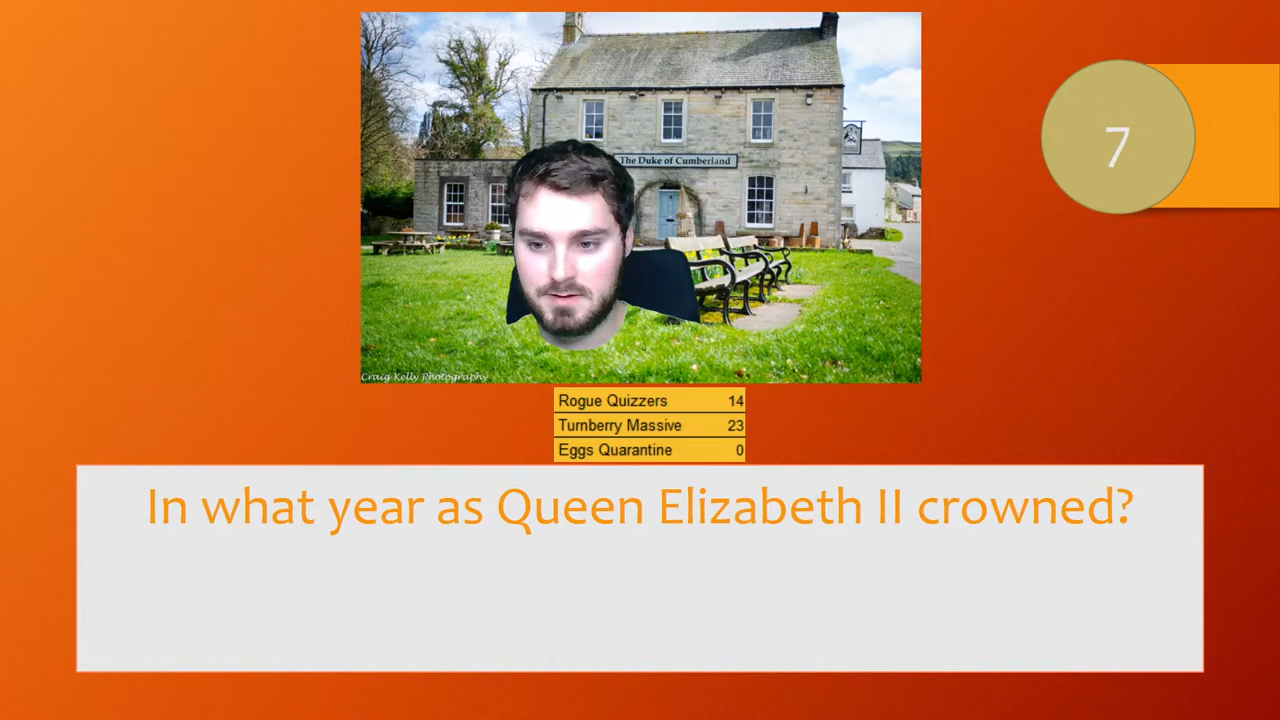 7
The Duke of Cumberland
Craig Kelly Photography
Rogue Quizzers 14
Turnberry Massive 23
Eggs Quarantine 0
In what year as Queen Elizabeth II crowned?